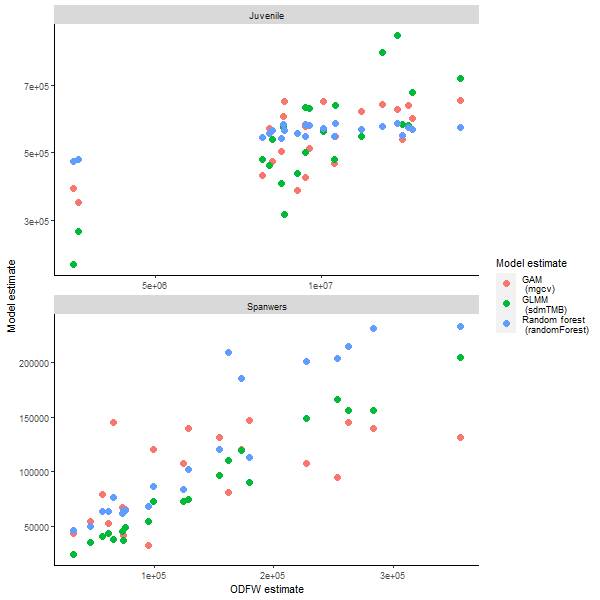 Juvenile
7e+05
5e+05
3e+05
5e+06
1e+07
Model estimate
Spanwers
200000
150000
100000
50000
1e+05
2e+05
3e+05
ODFW estimate
Model estimate
GAM
(mgcv)
GLMM
(sdmTMB)
Random forest
(randomForest)